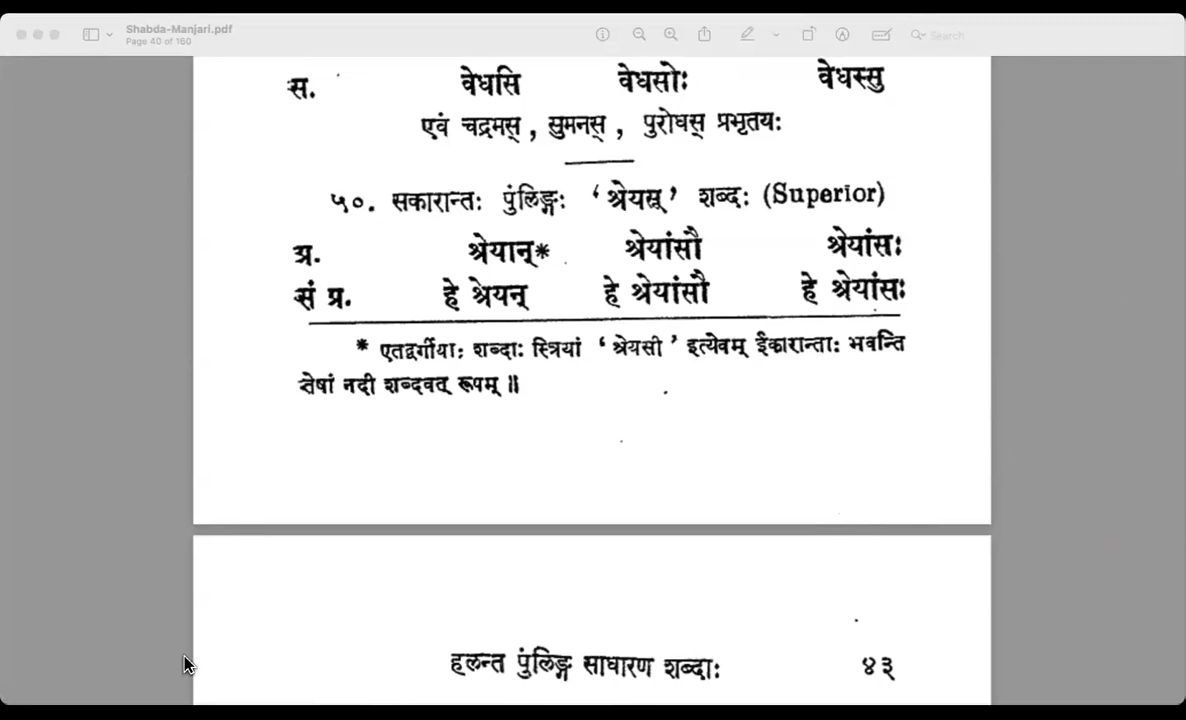 Shabda-Manjari.pdf
Page 40 of 160
Search
स. वेधसि वेधसोः वेधस्सु
एवं चद्रमस् , सुमनस् , पुरोधस् प्रभृतयः
५०. सकारान्तः पुंलिङ्गः ‘श्रेयस्’ शब्दः (Superior)
प्र. श्रेयान्* श्रेयांसौ श्रेयांसः
सं प्र. हे श्रेयन् हे श्रेयांसौ हे श्रेयांसः
* एतद्वर्गीयाः शब्दाः स्त्रियां ‘श्रेयसी’ इत्येवम् ईकारान्ताः भवन्ति
तेषां नदी शब्दवत् रूपम् ॥
हलन्त पुंलिङ्ग साधारण शब्दाः ४३